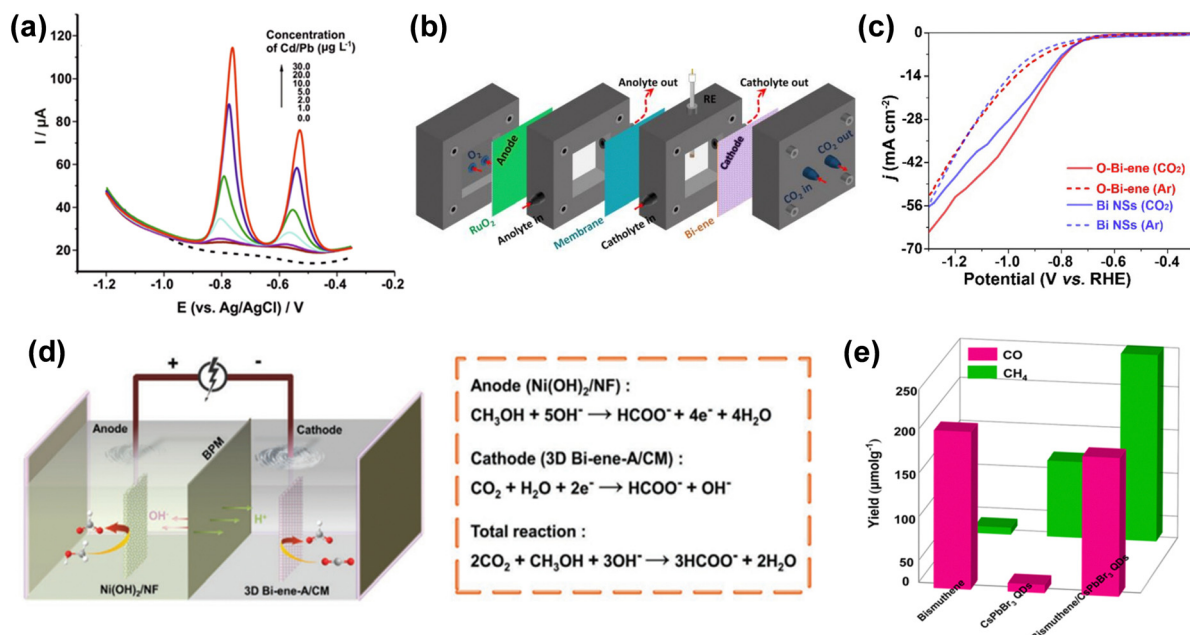 (a)
I / µA
120
100
80
60
40
20
-1.2
-1.0
-0.8
-0.6
-0.4
-0.2
E (vs. Ag/AgCl) / V
Concentration
of Cd/Pb (µg L⁻¹)
30.0
20.0
10.0
5.0
2.0
1.0
0.0
(b)
Anolyte out
Catholyte out
RE
O₂
Anode
Cathode
CO₂ out
CO₂ in
RuO₂
Anolyte in
Membrane
Catholyte in
Bi-ene
(c)
j (mA cm⁻²)
0
-14
-28
-42
-56
-70
O-Bi-ene (CO₂)
O-Bi-ene (Ar)
Bi NSs (CO₂)
Bi NSs (Ar)
-1.2
-1.0
-0.8
-0.6
-0.4
Potential (V vs. RHE)
(d)
+
-
Anode
BPM
Cathode
OH⁻
H⁺
Ni(OH)₂/NF
3D Bi-ene-A/CM
Anode (Ni(OH)₂/NF) :
CH₃OH + 5OH⁻ → HCOO⁻ + 4e⁻ + 4H₂O
Cathode (3D Bi-ene-A/CM) :
CO₂ + H₂O + 2e⁻ → HCOO⁻ + OH⁻
Total reaction :
2CO₂ + CH₃OH + 3OH⁻ → 3HCOO⁻ + 2H₂O
(e)
CO
CH₄
Yield (µmolg⁻¹)
250
200
150
100
50
0
Bismuthene
CsPbBr₃ QDs
Bismuthene/CsPbBr₃ QDs